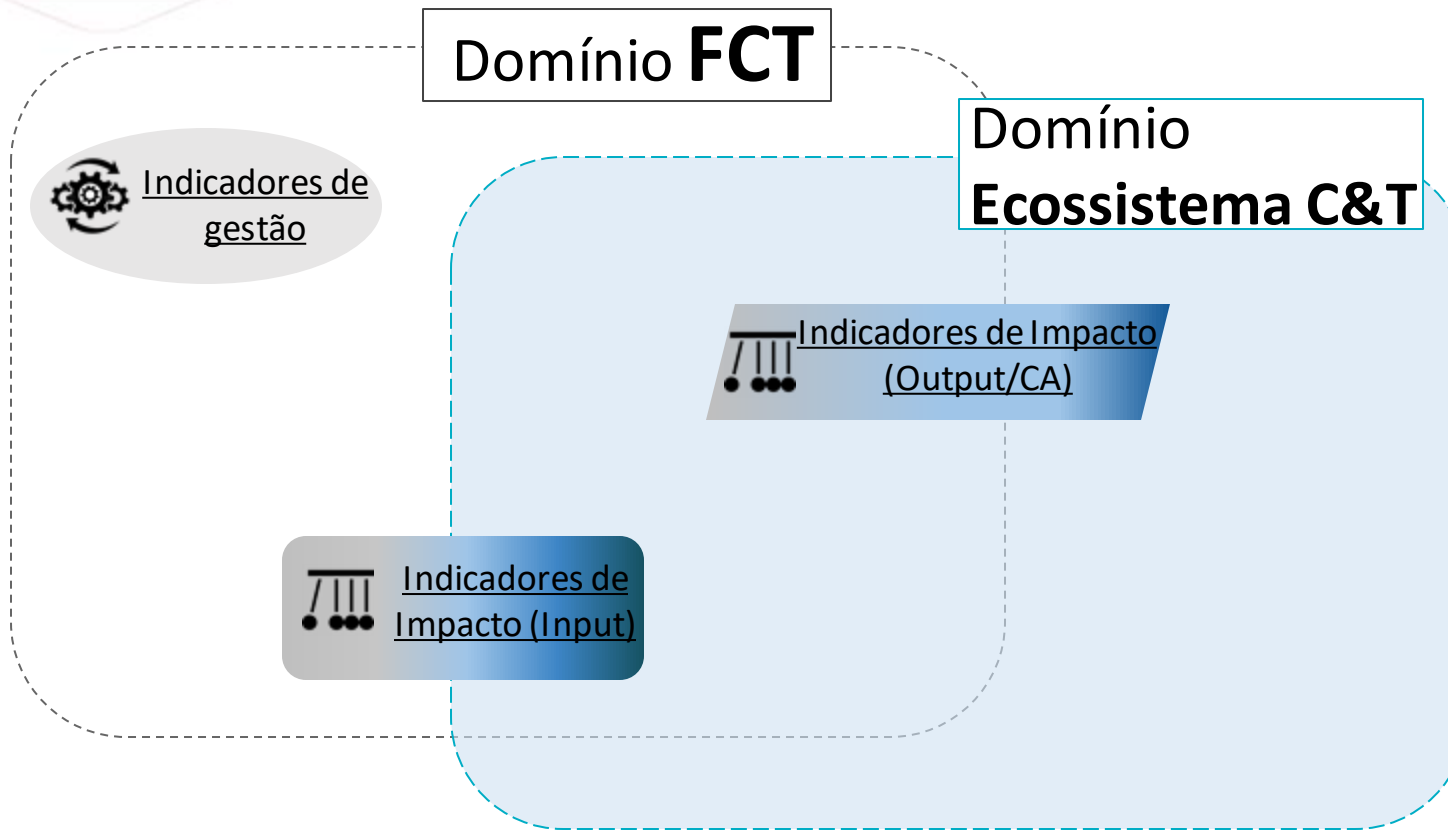 Domínio FCT
Domínio
Ecossistema C&T
Indicadores de
gestão
Indicadores de Impacto
(Output/CA)
Indicadores de
Impacto (Input)